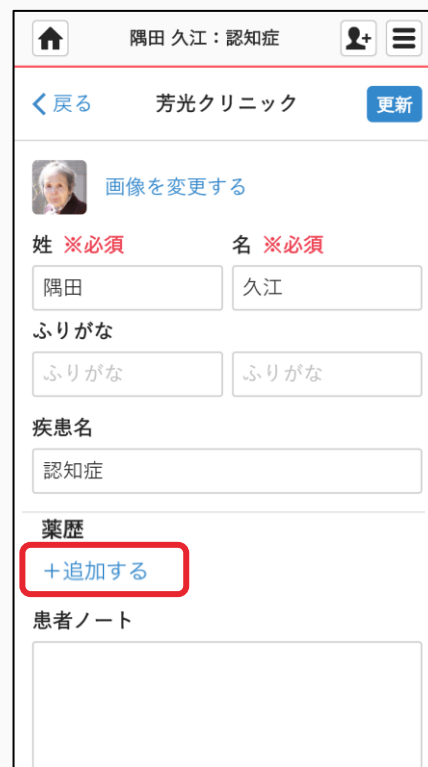 隅田 久江：認知症
戻る 芳光クリニック 更新
画像を変更する
姓 ※必須 名 ※必須
隅田 久江
ふりがな
ふりがな ふりがな
疾患名
認知症
薬歴
＋追加する
患者ノート